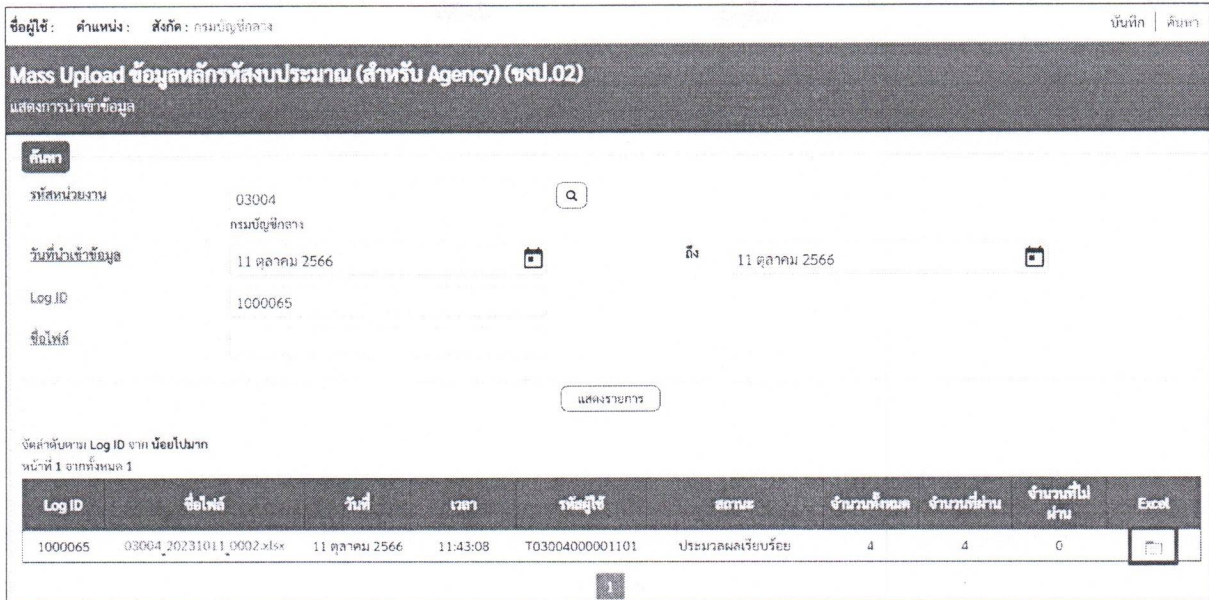 ชื่อผู้ใช้ : ตำแหน่ง : สังกัด : กรมบัญชีกลาง บันทึก | ค้นหา
Mass Upload ข้อมูลหลักรหัสงบประมาณ (สำหรับ Agency) (ขงป.02)
แสดงการนำเข้าข้อมูล
ค้นหา
รหัสหน่วยงาน 03004
กรมบัญชีกลาง
วันที่นำเข้าข้อมูล 11 ตุลาคม 2566 ถึง 11 ตุลาคม 2566
Log ID 1000065
ชื่อไฟล์
แสดงรายการ
จัดลำดับตาม Log ID จาก น้อยไปมาก
หน้าที่ 1 จากทั้งหมด 1
Log ID ชื่อไฟล์ วันที่ เวลา รหัสผู้ใช้ สถานะ จำนวนทั้งหมด จำนวนที่ผ่าน จำนวนที่ไม่ผ่าน Excel
1000065 03004_20231011_0002.xlsx 11 ตุลาคม 2566 11:43:08 T03004000001101 ประมวลผลเรียบร้อย 4 4 0
1